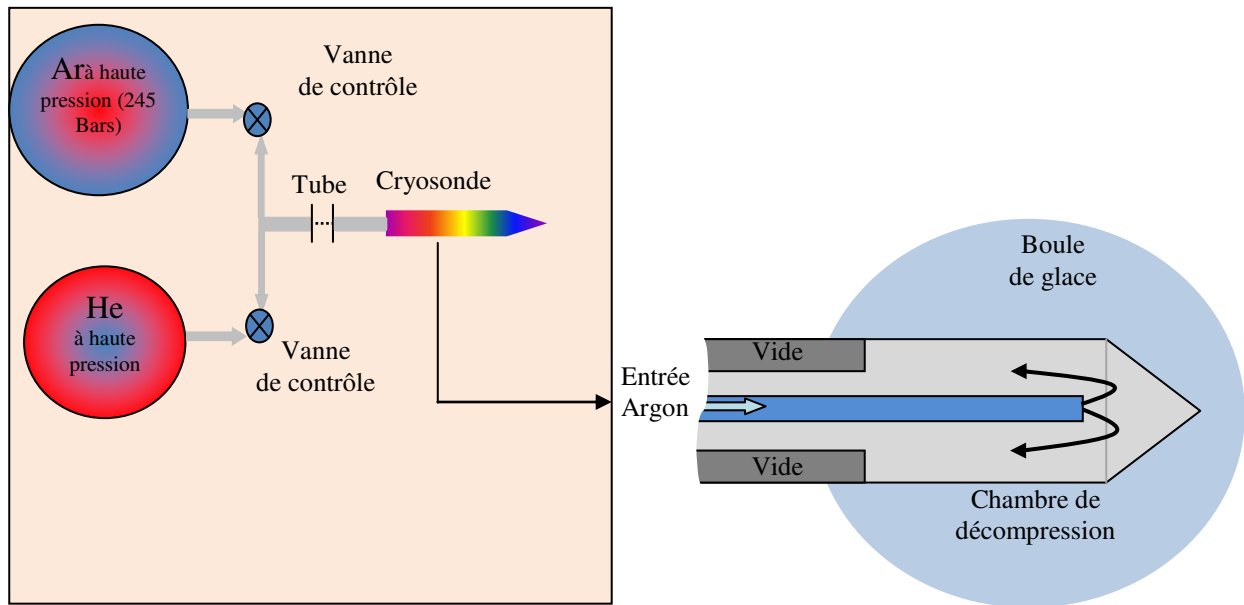 Ar à haute
pression (245
Bars)
Vanne
de contrôle
Tube
Cryosonde
He
à haute
pression
Vanne
de contrôle
Entrée
Argon
Vide
Vide
Boule
de glace
Chambre de
décompression